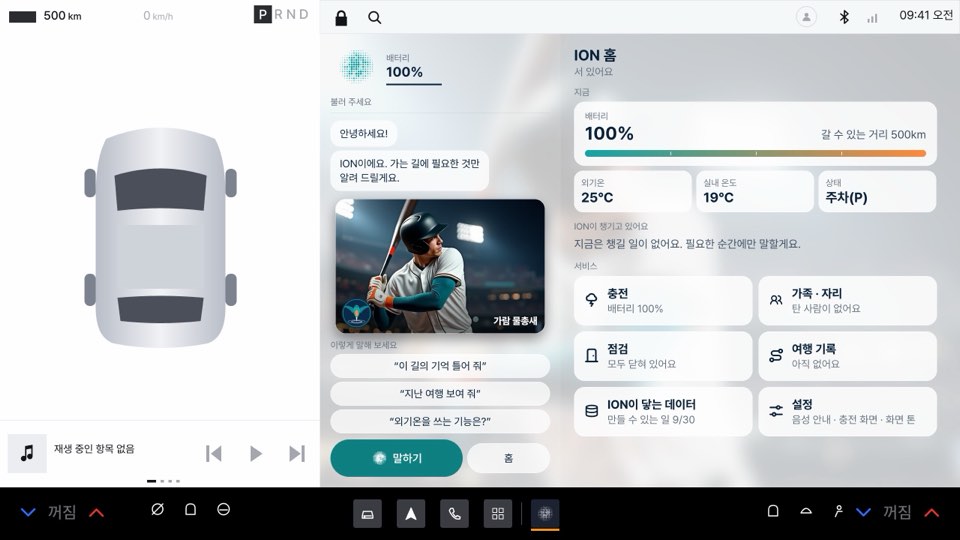 500 km
0 km/h
P R N D
09:41 오전
배터리
100%
불러 주세요
안녕하세요!
ION이에요. 가는 길에 필요한 것만
알려 드릴게요.
가람 물총새
이렇게 말해 보세요
“이 길의 기억 틀어 줘”
“지난 여행 보여 줘”
“외기온을 쓰는 기능은?”
말하기
홈
ION 홈
서 있어요
지금
배터리
100%
갈 수 있는 거리 500km
외기온
25°C
실내 온도
19°C
상태
주차(P)
ION이 챙기고 있어요
지금은 챙길 일이 없어요. 필요한 순간에만 말할게요.
서비스
충전
배터리 100%
가족 · 자리
탄 사람이 없어요
점검
모두 닫혀 있어요
여행 기록
아직 없어요
ION이 닿는 데이터
만들 수 있는 일 9/30
설정
음성 안내 · 충전 화면 · 화면 톤
재생 중인 항목 없음
꺼짐
꺼짐